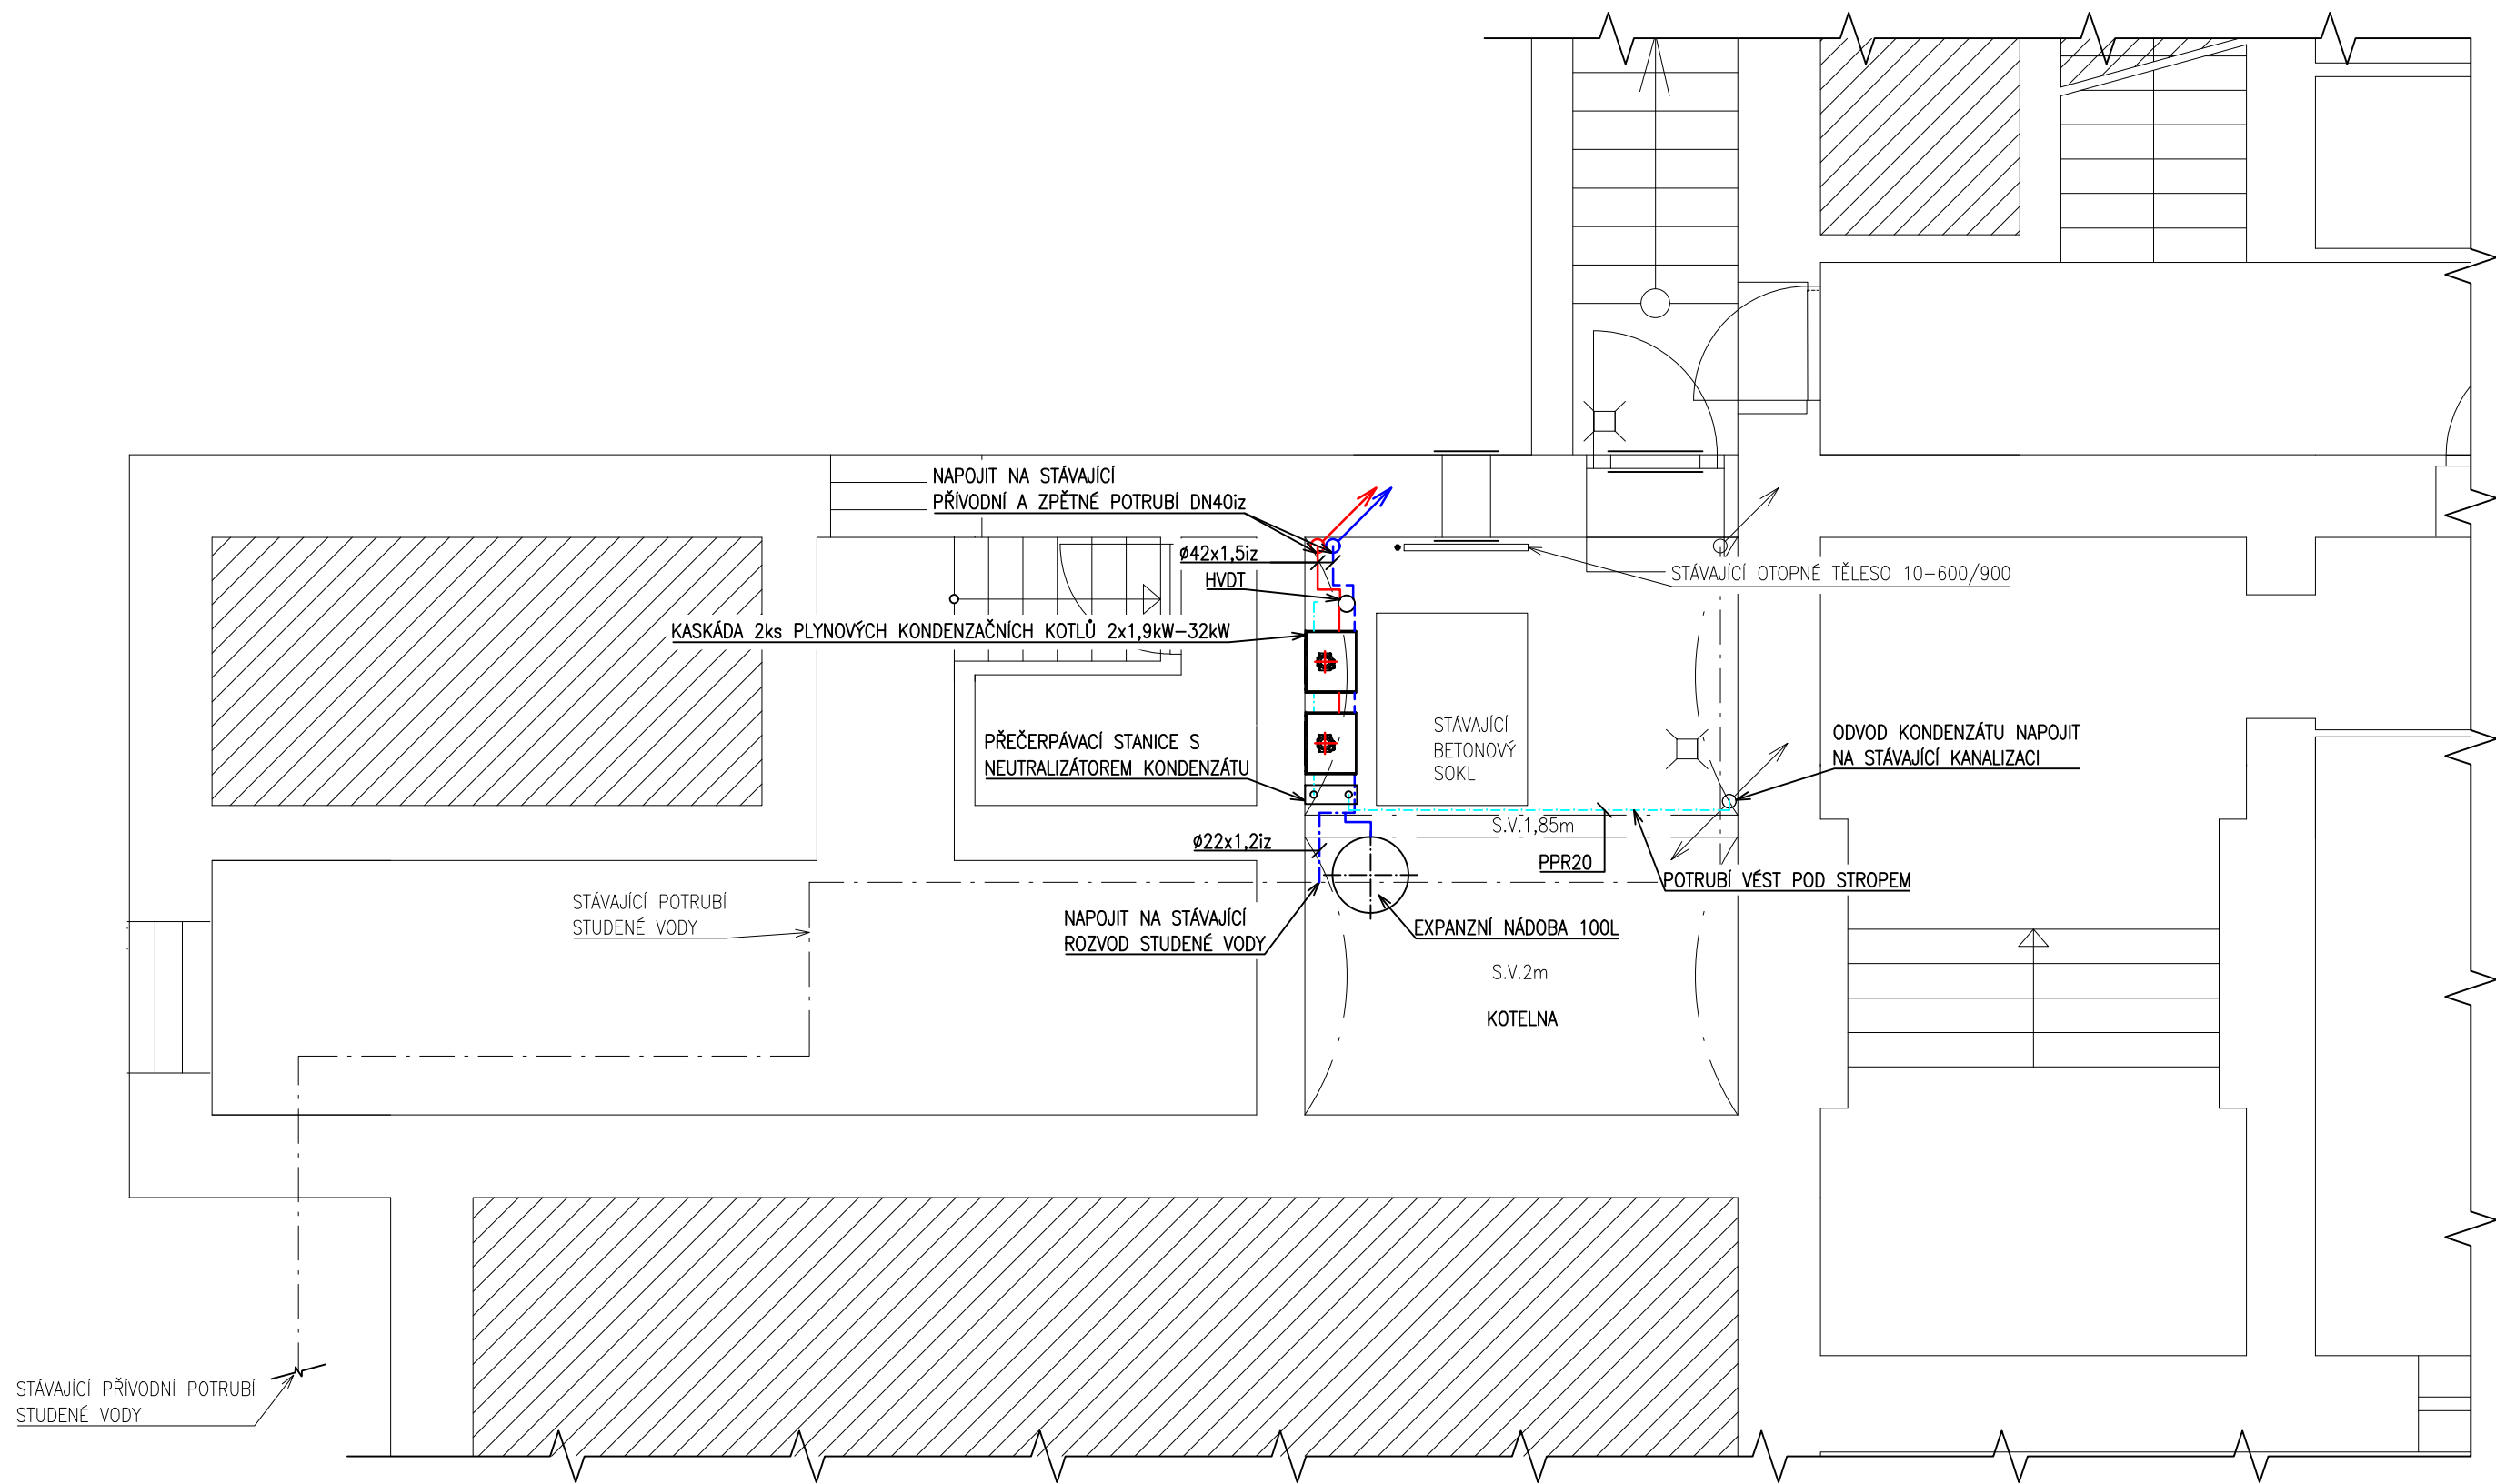 NAPOJIT NA STÁVAJÍCÍ
PŘÍVODNÍ A ZPĚTNÉ POTRUBÍ DN40iz
ø42x1,5iz
HVDT
STÁVAJÍCÍ OTOPNÉ TĚLESO 10-600/900
KASKÁDA 2ks PLYNOVÝCH KONDENZAČNÍCH KOTLŮ 2x1,9kW-32kW
STÁVAJÍCÍ
BETONOVÝ
SOKL
PŘEČERPÁVACÍ STANICE S
NEUTRALIZÁTOREM KONDENZÁTU
ODVOD KONDENZÁTU NAPOJIT
NA STÁVAJÍCÍ KANALIZACI
S.V.1,85m
ø22x1,2iz
PPR20
POTRUBÍ VÉST POD STROPEM
STÁVAJÍCÍ POTRUBÍ
STUDENÉ VODY
NAPOJIT NA STÁVAJÍCÍ
ROZVOD STUDENÉ VODY
EXPANZNÍ NÁDOBA 100L
S.V.2m
KOTELNA
STÁVAJÍCÍ PŘÍVODNÍ POTRUBÍ
STUDENÉ VODY